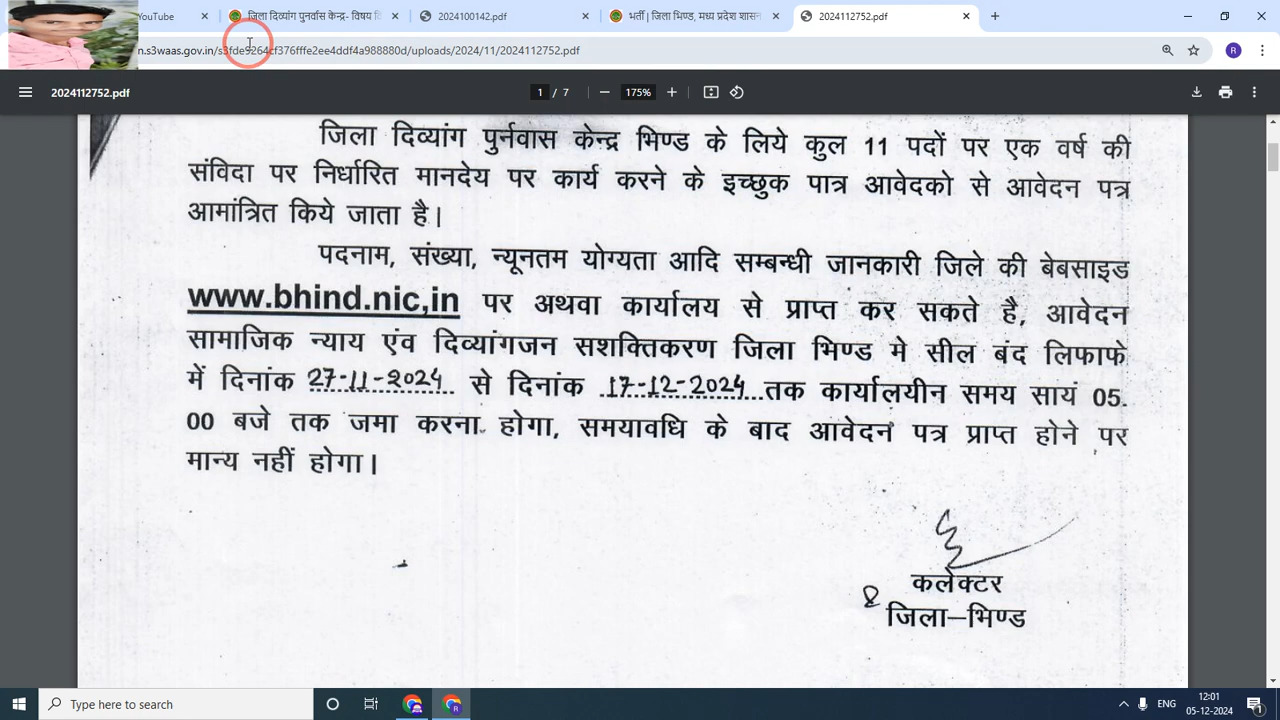 YouTube
जिला दिव्यांग पुनर्वास केन्द्र- विषय
2024100142.pdf
भर्ती | जिला भिण्ड, मध्य प्रदेश शासन
2024112752.pdf
n.s3waas.gov.in/s3fde9264cf376fffe2ee4ddf4a988880d/uploads/2024/11/2024112752.pdf
R
2024112752.pdf
1 / 7
175%
जिला दिव्यांग पुर्नवास केन्द्र भिण्ड के लिये कुल 11 पदों पर एक वर्ष की
संविदा पर निर्धारित मानदेय पर कार्य करने के इच्छुक पात्र आवेदको से आवेदन पत्र
आमांत्रित किये जाता है।
पदनाम, संख्या, न्यूनतम योग्यता आदि सम्बन्धी जानकारी जिले की बेबसाइड
www.bhind.nic,in पर अथवा कार्यालय से प्राप्त कर सकते है, आवेदन
सामाजिक न्याय एंव दिव्यांगजन सशक्तिकरण जिला भिण्ड मे सील बंद लिफाफे
में दिनांक 27-11-2024 से दिनांक 17-12-2024 तक कार्यालयीन समय सायं 05.
00 बजे तक जमा करना होगा, समयावधि के बाद आवेदन पत्र प्राप्त होने पर
मान्य नहीं होगा।
कलेक्टर
जिला–भिण्ड
Type here to search
R
ENG
12:01
05-12-2024
1